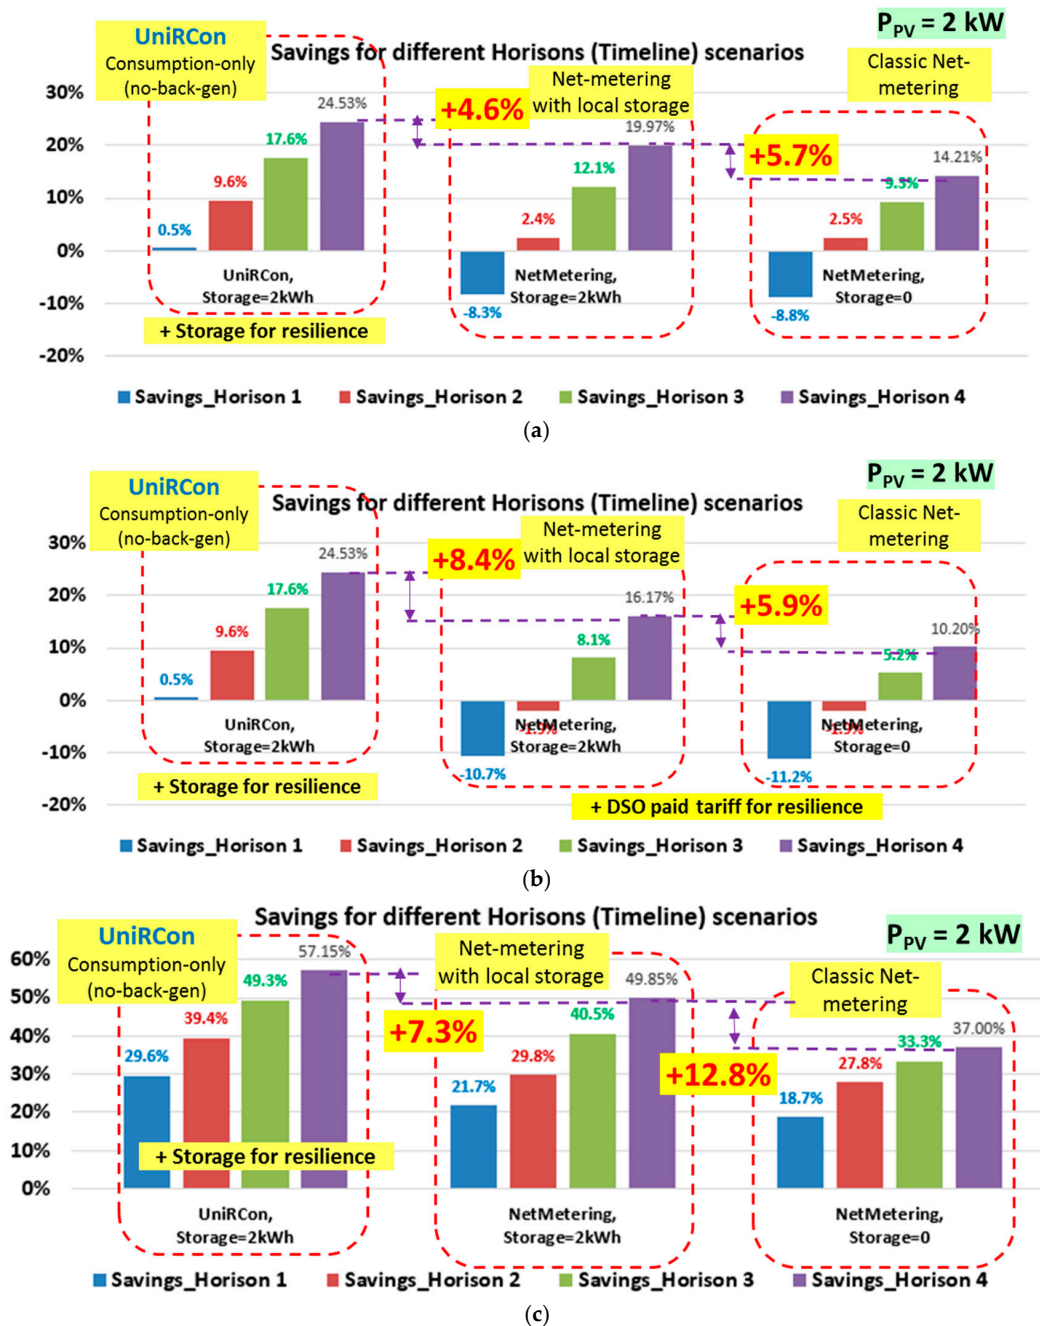 P_PV = 2 kW
UniRCon
Consumption-only
(no-back-gen)
Savings for different Horisons (Timeline) scenarios
Net-metering
with local storage
Classic Net-
metering
30%
20%
10%
0%
-10%
-20%
24.53%
17.6%
9.6%
0.5%
+4.6%
19.97%
12.1%
2.4%
-8.3%
+5.7%
14.21%
9.3%
2.5%
-8.8%
UniRCon,
Storage=2kWh
NetMetering,
Storage=2kWh
NetMetering,
Storage=0
+ Storage for resilience
Savings_Horison 1
Savings_Horison 2
Savings_Horison 3
Savings_Horison 4
(a)
P_PV = 2 kW
UniRCon
Consumption-only
(no-back-gen)
Savings for different Horisons (Timeline) scenarios
Net-metering
with local storage
Classic Net-
metering
30%
20%
10%
0%
-10%
-20%
24.53%
17.6%
9.6%
0.5%
+8.4%
16.17%
8.1%
-1.9%
-10.7%
+5.9%
10.20%
5.2%
-1.9%
-11.2%
UniRCon,
Storage=2kWh
NetMetering,
Storage=2kWh
NetMetering,
Storage=0
+ Storage for resilience
+ DSO paid tariff for resilience
Savings_Horison 1
Savings_Horison 2
Savings_Horison 3
Savings_Horison 4
(b)
Savings for different Horisons (Timeline) scenarios
P_PV = 2 kW
UniRCon
Consumption-only
(no-back-gen)
Net-metering
with local storage
Classic Net-
metering
60%
50%
40%
30%
20%
10%
0%
57.15%
49.3%
39.4%
29.6%
+7.3%
49.85%
40.5%
29.8%
21.7%
+12.8%
37.00%
33.3%
27.8%
18.7%
+ Storage for resilience
UniRCon,
Storage=2kWh
NetMetering,
Storage=2kWh
NetMetering,
Storage=0
Savings_Horison 1
Savings_Horison 2
Savings_Horison 3
Savings_Horison 4
(c)